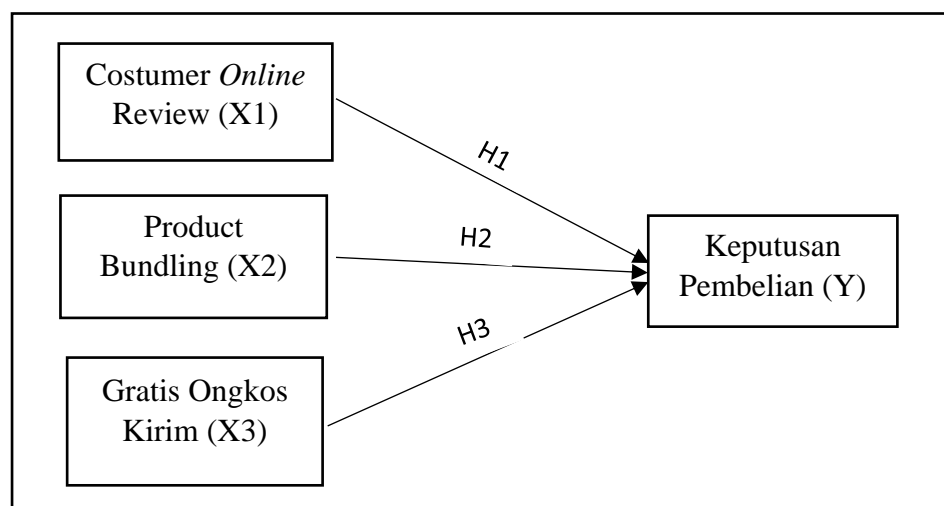 Costumer Online
Review (X1)
H1
Product
Bundling (X2)
H2
Keputusan
Pembelian (Y)
H3
Gratis Ongkos
Kirim (X3)